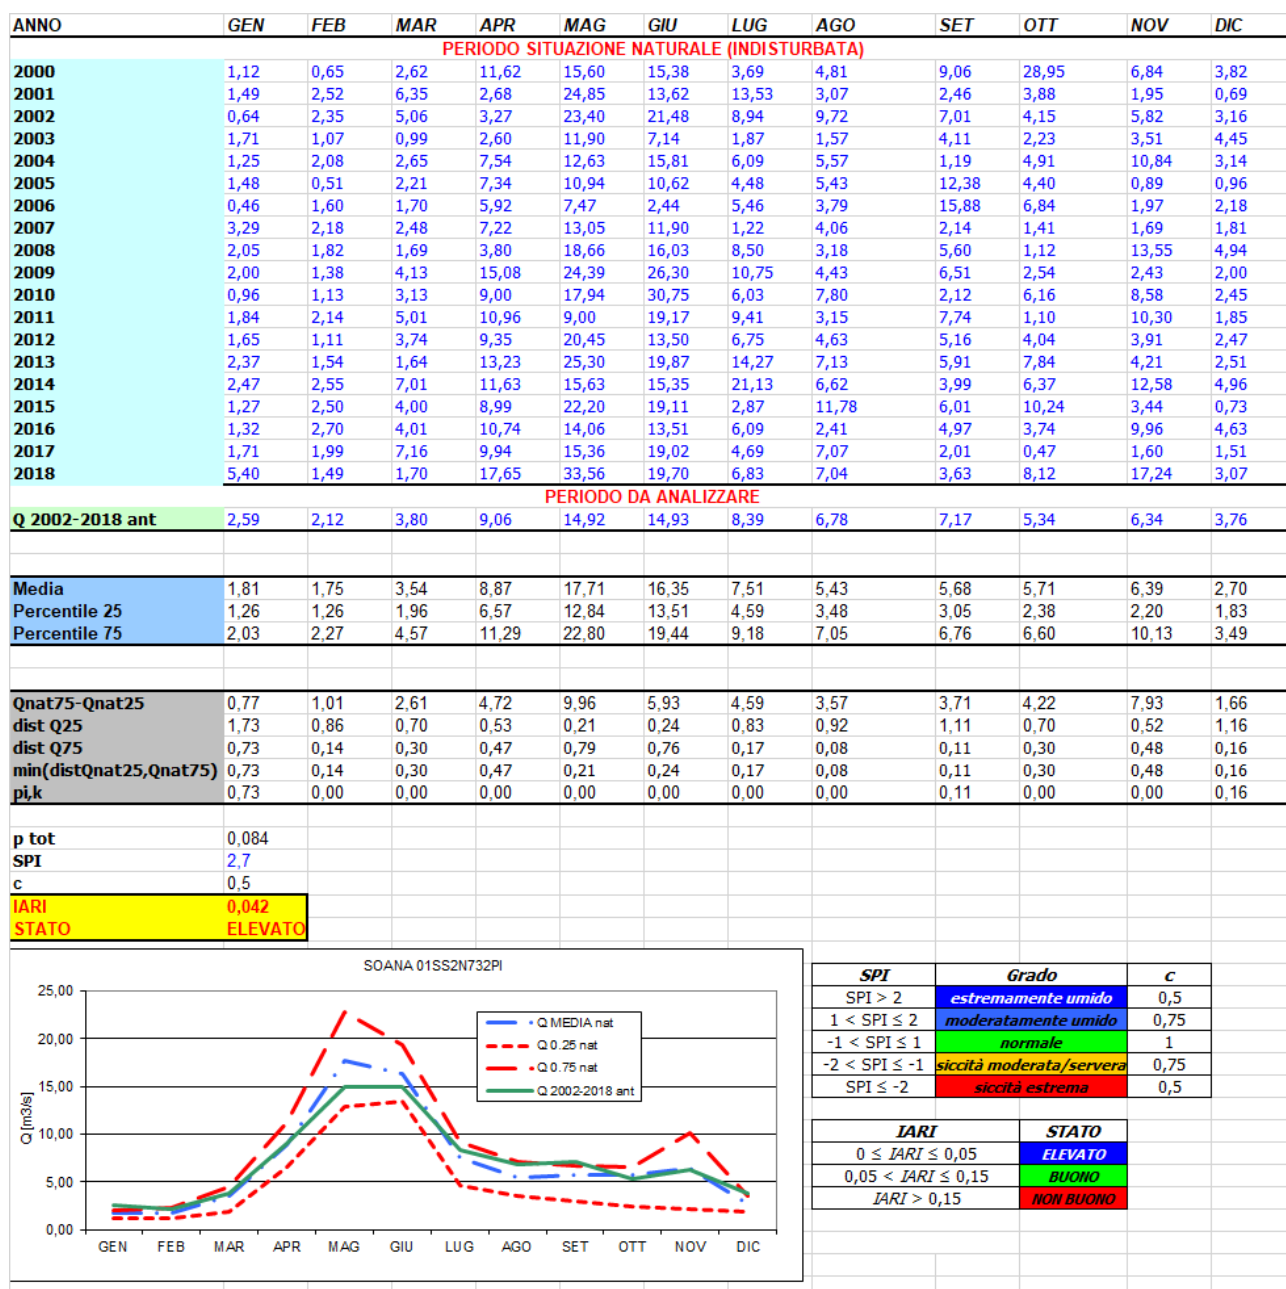 ANNO GEN FEB MAR APR MAG GIU LUG AGO SET OTT NOV DIC
PERIODO SITUAZIONE NATURALE (INDISTURBATA)
2000 1,12 0,65 2,62 11,62 15,60 15,38 3,69 4,81 9,06 28,95 6,84 3,82
2001 1,49 2,52 6,35 2,68 24,85 13,62 13,53 3,07 2,46 3,88 1,95 0,69
2002 0,64 2,35 5,06 3,27 23,40 21,48 8,94 9,72 7,01 4,15 5,82 3,16
2003 1,71 1,07 0,99 2,60 11,90 7,14 1,87 1,57 4,11 2,23 3,51 4,45
2004 1,25 2,08 2,65 7,54 12,63 15,81 6,09 5,57 1,19 4,91 10,84 3,14
2005 1,48 0,51 2,21 7,34 10,94 10,62 4,48 5,43 12,38 4,40 0,89 0,96
2006 0,46 1,60 1,70 5,92 7,47 2,44 5,46 3,79 15,88 6,84 1,97 2,18
2007 3,29 2,18 2,48 7,22 13,05 11,90 1,22 4,06 2,14 1,41 1,69 1,81
2008 2,05 1,82 1,69 3,80 18,66 16,03 8,50 3,18 5,60 1,12 13,55 4,94
2009 2,00 1,38 4,13 15,08 24,39 26,30 10,75 4,43 6,51 2,54 2,43 2,00
2010 0,96 1,13 3,13 9,00 17,94 30,75 6,03 7,80 2,12 6,16 8,58 2,45
2011 1,84 2,14 5,01 10,96 9,00 19,17 9,41 3,15 7,74 1,10 10,30 1,85
2012 1,65 1,11 3,74 9,35 20,45 13,50 6,75 4,63 5,16 4,04 3,91 2,47
2013 2,37 1,54 1,64 13,23 25,30 19,87 14,27 7,13 5,91 7,84 4,21 2,51
2014 2,47 2,55 7,01 11,63 15,63 15,35 21,13 6,62 3,99 6,37 12,58 4,96
2015 1,27 2,50 4,00 8,99 22,20 19,11 2,87 11,78 6,01 10,24 3,44 0,73
2016 1,32 2,70 4,01 10,74 14,06 13,51 6,09 2,41 4,97 3,74 9,96 4,63
2017 1,71 1,99 7,16 9,94 15,36 19,02 4,69 7,07 2,01 0,47 1,60 1,51
2018 5,40 1,49 1,70 17,65 33,56 19,70 6,83 7,04 3,63 8,12 17,24 3,07
PERIODO DA ANALIZZARE
Q 2002-2018 ant 2,59 2,12 3,80 9,06 14,92 14,93 8,39 6,78 7,17 5,34 6,34 3,76
Media 1,81 1,75 3,54 8,87 17,71 16,35 7,51 5,43 5,68 5,71 6,39 2,70
Percentile 25 1,26 1,26 1,96 6,57 12,84 13,51 4,59 3,48 3,05 2,38 2,20 1,83
Percentile 75 2,03 2,27 4,57 11,29 22,80 19,44 9,18 7,05 6,76 6,60 10,13 3,49
Qnat75-Qnat25 0,77 1,01 2,61 4,72 9,96 5,93 4,59 3,57 3,71 4,22 7,93 1,66
dist Q25 1,73 0,86 0,70 0,53 0,21 0,24 0,83 0,92 1,11 0,70 0,52 1,16
dist Q75 0,73 0,14 0,30 0,47 0,79 0,76 0,17 0,08 0,11 0,30 0,48 0,16
min(distQnat25,Qnat75) 0,73 0,14 0,30 0,47 0,21 0,24 0,17 0,08 0,11 0,30 0,48 0,16
pi,k 0,73 0,00 0,00 0,00 0,00 0,00 0,00 0,00 0,11 0,00 0,00 0,16
p tot 0,084
SPI 2,7
c 0,5
IARI 0,042
STATO ELEVATO
SOANA 01SS2N732PI
Q [m3/s]
25,00
20,00
15,00
10,00
5,00
0,00
Q MEDIA nat
Q 0.25 nat
Q 0.75 nat
Q 2002-2018 ant
GEN FEB MAR APR MAG GIU LUG AGO SET OTT NOV DIC
SPI Grado c
SPI > 2 estremamente umido 0,5
1 < SPI ≤ 2 moderatamente umido 0,75
-1 < SPI ≤ 1 normale 1
-2 < SPI ≤ -1 siccità moderata/servera 0,75
SPI ≤ -2 siccità estrema 0,5
IARI STATO
0 ≤ IARI ≤ 0,05 ELEVATO
0,05 < IARI ≤ 0,15 BUONO
IARI > 0,15 NON BUONO